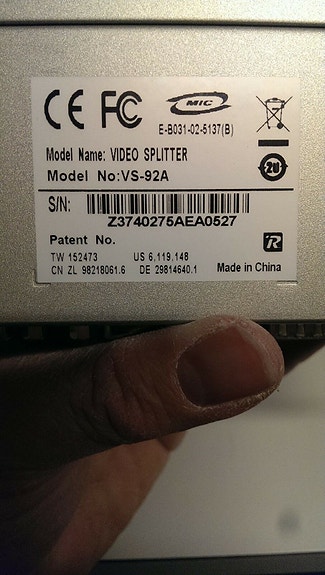 CE FC MIC
E-B031-02-5137(B)
Model Name: VIDEO SPLITTER
Model No:VS-92A
20
S/N:
Z3740275AEA0527
Patent No.
R
TW 152473 US 6,119,148
CN ZL 98218061.6 DE 29814640.1 Made in China